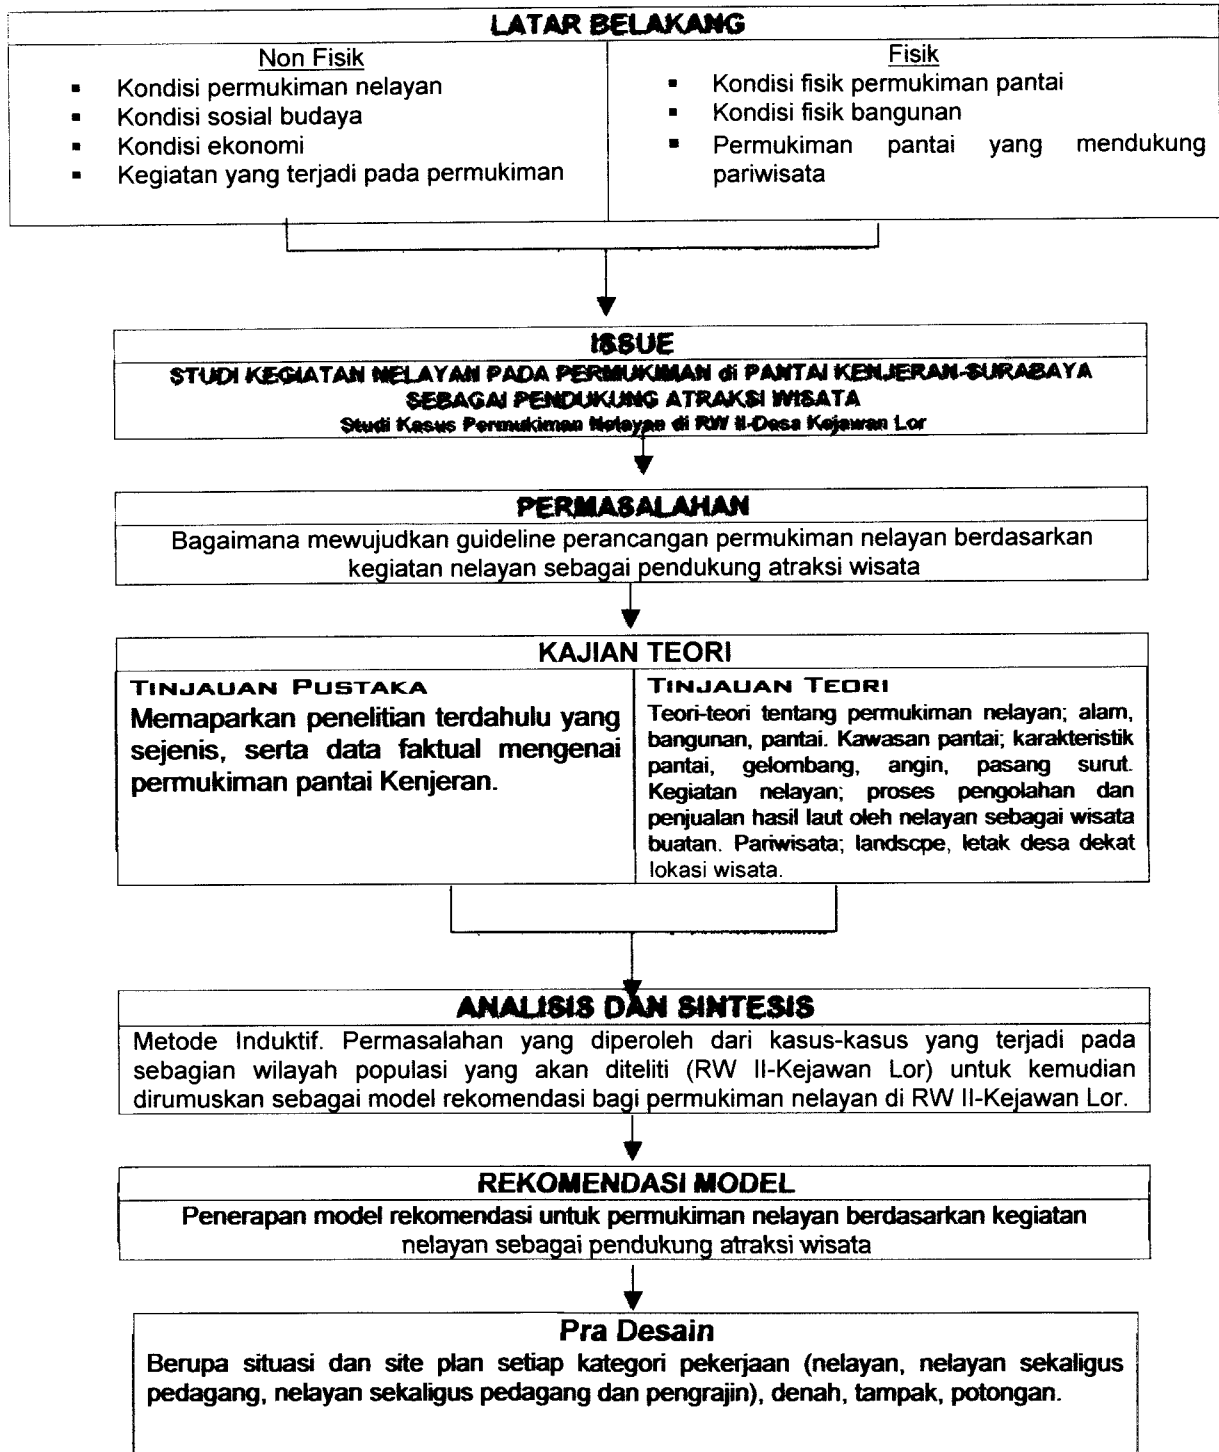 LATAR BELAKANG
Non Fisik
▪ Kondisi permukiman nelayan
▪ Kondisi sosial budaya
▪ Kondisi ekonomi
▪ Kegiatan yang terjadi pada permukiman
Fisik
▪ Kondisi fisik permukiman pantai
▪ Kondisi fisik bangunan
▪ Permukiman pantai yang mendukung
pariwisata
ISSUE
STUDI KEGIATAN NELAYAN PADA PERMUKIMAN di PANTAI KENJERAN-SURABAYA
SEBAGAI PENDUKUNG ATRAKSI WISATA
Studi Kasus Permukiman Nelayan di RW II-Desa Kejawan Lor
PERMASALAHAN
Bagaimana mewujudkan guideline perancangan permukiman nelayan berdasarkan
kegiatan nelayan sebagai pendukung atraksi wisata
KAJIAN TEORI
TINJAUAN PUSTAKA
Memaparkan penelitian terdahulu yang
sejenis, serta data faktual mengenai
permukiman pantai Kenjeran.
TINJAUAN TEORI
Teori-teori tentang permukiman nelayan; alam,
bangunan, pantai. Kawasan pantai; karakteristik
pantai, gelombang, angin, pasang surut.
Kegiatan nelayan; proses pengolahan dan
penjualan hasil laut oleh nelayan sebagai wisata
buatan. Pariwisata; landscpe, letak desa dekat
lokasi wisata.
ANALISIS DAN SINTESIS
Metode Induktif. Permasalahan yang diperoleh dari kasus-kasus yang terjadi pada
sebagian wilayah populasi yang akan diteliti (RW II-Kejawan Lor) untuk kemudian
dirumuskan sebagai model rekomendasi bagi permukiman nelayan di RW II-Kejawan Lor.
REKOMENDASI MODEL
Penerapan model rekomendasi untuk permukiman nelayan berdasarkan kegiatan
nelayan sebagai pendukung atraksi wisata
Pra Desain
Berupa situasi dan site plan setiap kategori pekerjaan (nelayan, nelayan sekaligus
pedagang, nelayan sekaligus pedagang dan pengrajin), denah, tampak, potongan.